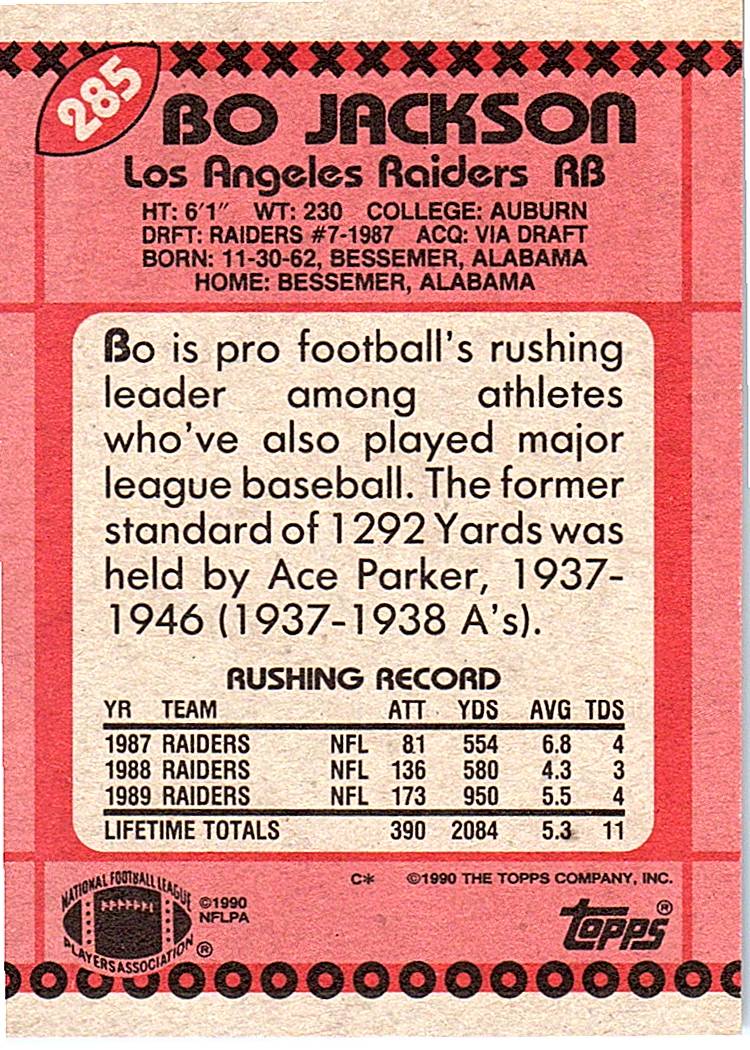 285
BO JACKSON
Los Angeles Raiders RB
HT: 6'1" WT: 230 COLLEGE: AUBURN
DRFT: RAIDERS #7-1987 ACQ: VIA DRAFT
BORN: 11-30-62, BESSEMER, ALABAMA
HOME: BESSEMER, ALABAMA
Bo is pro football's rushing
leader among athletes
who've also played major
league baseball. The former
standard of 1292 Yards was
held by Ace Parker, 1937-
1946 (1937-1938 A's).
RUSHING RECORD
YR TEAM ATT YDS AVG TDS
1987 RAIDERS NFL 81 554 6.8 4
1988 RAIDERS NFL 136 580 4.3 3
1989 RAIDERS NFL 173 950 5.5 4
LIFETIME TOTALS 390 2084 5.3 11
C* ©1990 THE TOPPS COMPANY, INC.
NATIONAL FOOTBALL LEAGUE
PLAYERS ASSOCIATION ®
©1990
NFLPA
topps ®